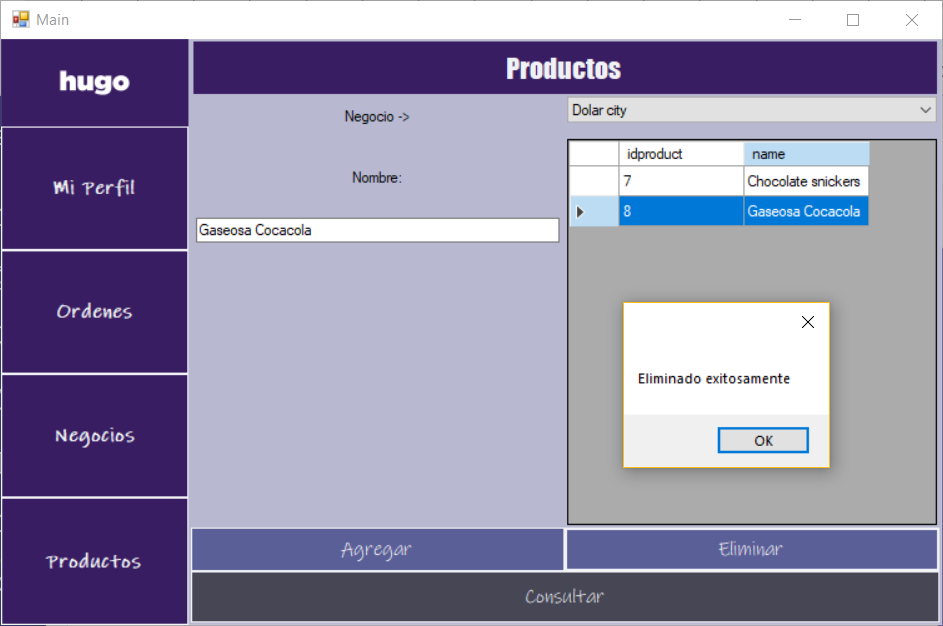 Main
hugo
Mi Perfil
Ordenes
Negocios
Productos
Productos
Negocio ->
Dolar city
Nombre:
Gaseosa Cocacola
idproduct name
7 Chocolate snickers
8 Gaseosa Cocacola
Eliminado exitosamente
OK
Agregar
Eliminar
Consultar